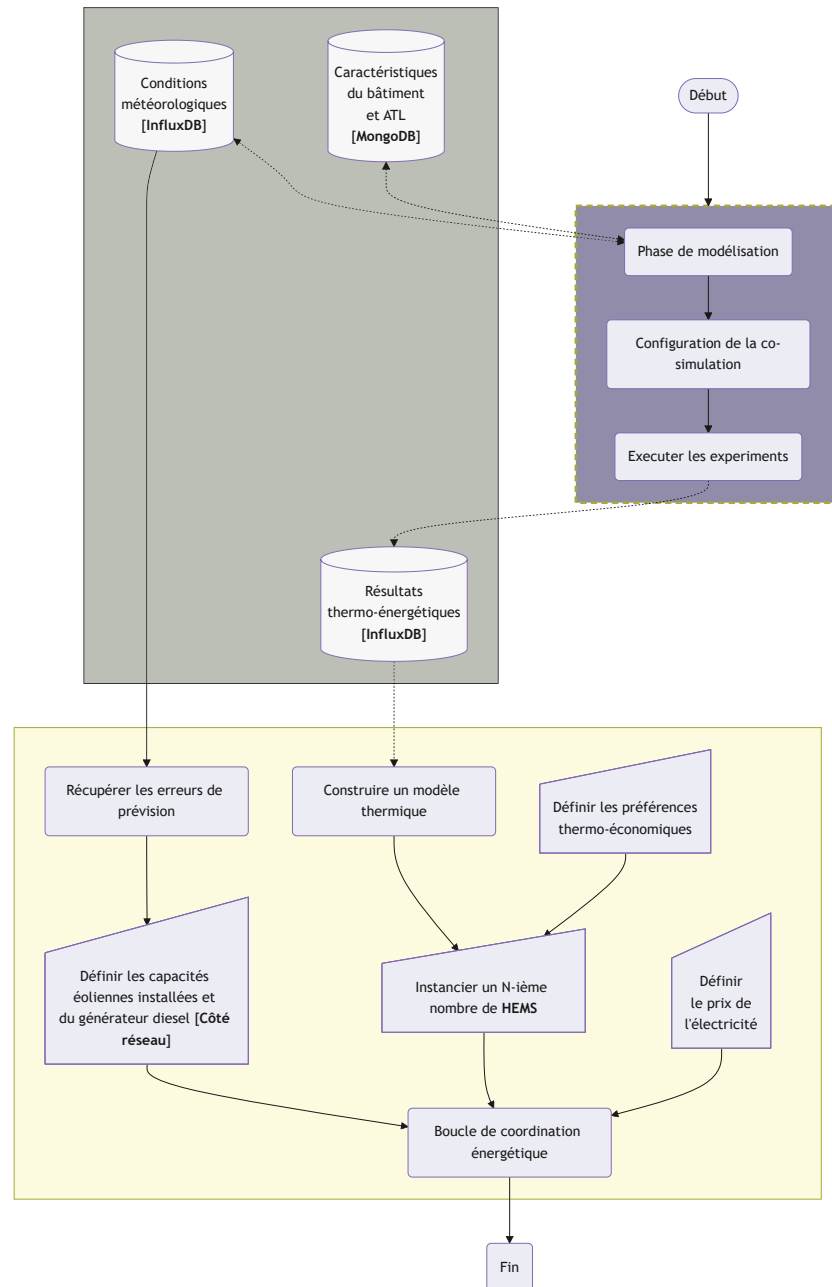 Conditions
météorologiques
[InfluxDB]
Caractéristiques
du bâtiment
et ATL
[MongoDB]
Début
Phase de modélisation
Configuration de la co-
simulation
Executer les experiments
Résultats
thermo-énergétiques
[InfluxDB]
Récupérer les erreurs de
prévision
Construire un modèle
thermique
Définir les préférences
thermo-économiques
Définir les capacités
éoliennes installées et
du générateur diesel [Côté
réseau]
Instancier un N-ième
nombre de HEMS
Définir
le prix de
l'électricité
Boucle de coordination
énergétique
Fin